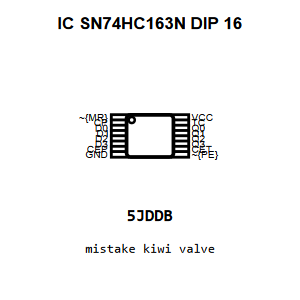 IC SN74HC163N DIP 16
~{MR} VCC
CP TC
D0 Q0
D1 Q1
D2 Q2
D3 Q3
CEP CET
GND ~{PE}
5JDDB
mistake kiwi valve